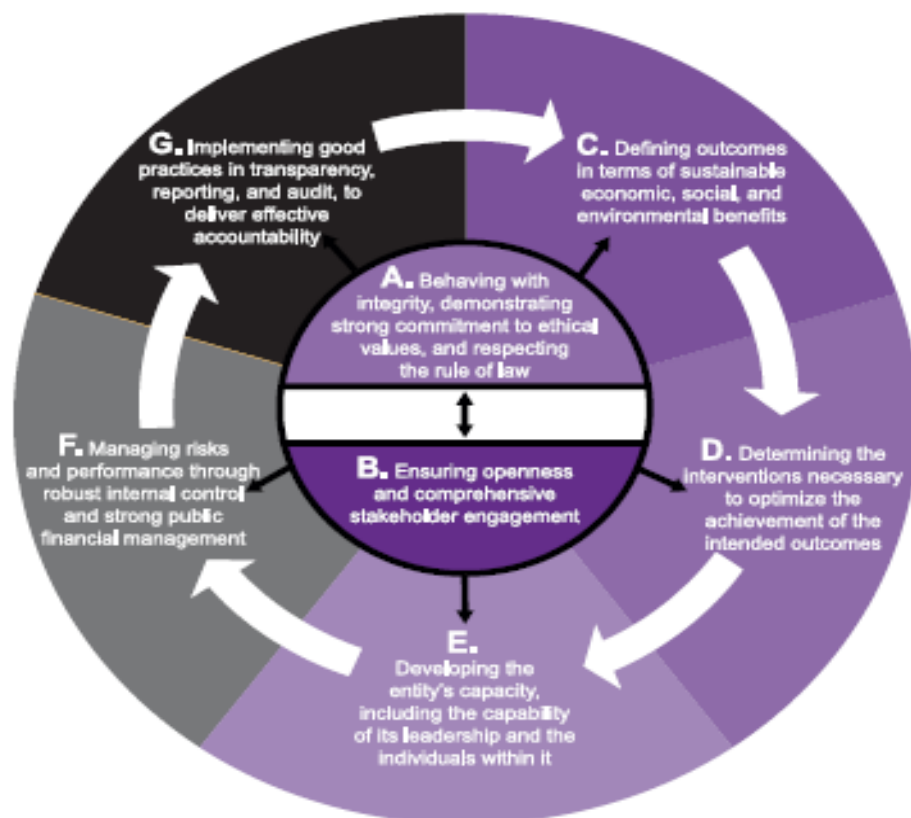 G. Implementing good
practices in transparency,
reporting, and audit, to
deliver effective
accountability
C. Defining outcomes
in terms of sustainable
economic, social, and
environmental benefits
A. Behaving with
integrity, demonstrating
strong commitment to ethical
values, and respecting
the rule of law
F. Managing risks
and performance through
robust internal control
and strong public
financial management
B. Ensuring openness
and comprehensive
stakeholder engagement
D. Determining the
interventions necessary
to optimize the
achievement of the
intended outcomes
E.
Developing the
entity's capacity,
including the capability
of its leadership and the
individuals within it